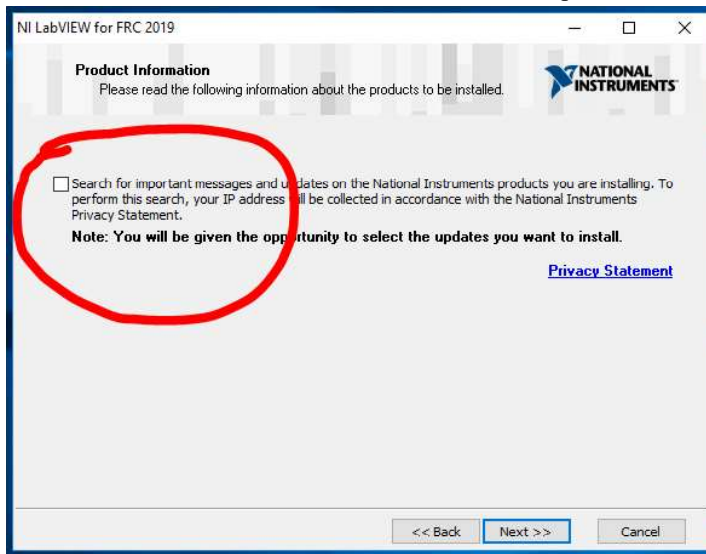 NI LabVIEW for FRC 2019
Product Information
Please read the following information about the products to be installed.
NATIONAL
INSTRUMENTS
Search for important messages and updates on the National Instruments products you are installing. To
perform this search, your IP address will be collected in accordance with the National Instruments
Privacy Statement.
Note: You will be given the opportunity to select the updates you want to install.
Privacy Statement
<< Back
Next >>
Cancel